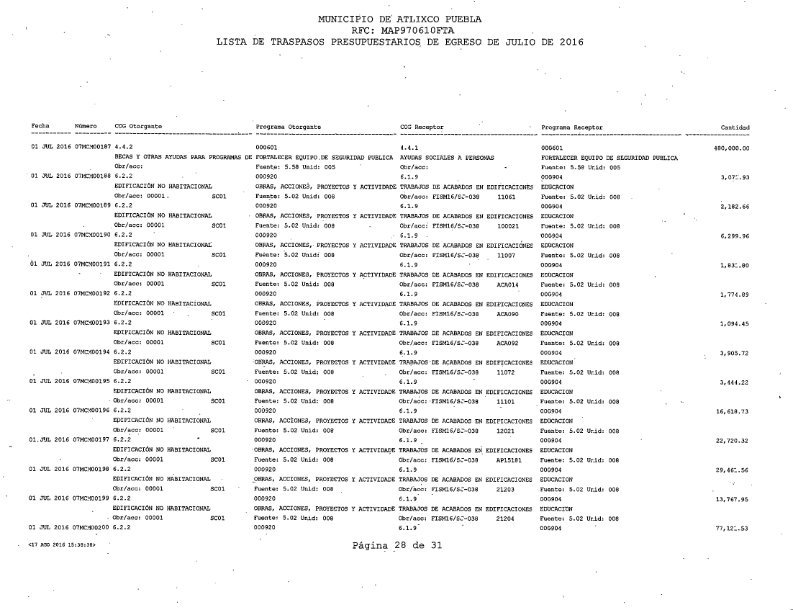 MUNICIPIO DE ATLIXCO PUEBLA
RFC: MAP970610FTA
LISTA DE TRASPASOS PRESUPUESTARIOS DE EGRESO DE JULIO DE 2016
Fecha Número COG Otorgante Programa Otorgante COG Receptor Programa Receptor Cantidad
01 JUL 2016 07MCM00187 4.4.2 000601 4.4.1 000601 480,000.00
BECAS Y OTRAS AYUDAS PARA PROGRAMAS DE FORTALECER EQUIPO DE SEGURIDAD PUBLICA AYUDAS SOCIALES A PERSONAS FORTALECER EQUIPO DE SEGURIDAD PUBLICA
Obr/acc: Fuente: 5.58 Unid: 005 Obr/acc: Fuente: 5.58 Unid: 005
01 JUL 2016 07MCM00188 6.2.2 000920 6.1.9 000904 3,071.93
EDIFICACIÓN NO HABITACIONAL OBRAS, ACCIONES, PROYECTOS Y ACTIVIDADE TRABAJOS DE ACABADOS EN EDIFICACIONES EDUCACION
Obr/acc: 00001 SC01 Fuente: 5.02 Unid: 008 Obr/acc: FISM16/SJ-038 11061 Fuente: 5.02 Unid: 008
01 JUL 2016 07MCM00189 6.2.2 000920 6.1.9 000904 2,182.66
EDIFICACIÓN NO HABITACIONAL OBRAS, ACCIONES, PROYECTOS Y ACTIVIDADE TRABAJOS DE ACABADOS EN EDIFICACIONES EDUCACION
Obr/acc: 00001 SC01 Fuente: 5.02 Unid: 008 Obr/acc: FISM16/SJ-038 100021 Fuente: 5.02 Unid: 008
01 JUL 2016 07MCM00190 6.2.2 000920 6.1.9 000904 6,299.96
EDIFICACIÓN NO HABITACIONAL OBRAS, ACCIONES, PROYECTOS Y ACTIVIDADE TRABAJOS DE ACABADOS EN EDIFICACIONES EDUCACION
Obr/acc: 00001 SC01 Fuente: 5.02 Unid: 008 Obr/acc: FISM16/SJ-038 11007 Fuente: 5.02 Unid: 008
01 JUL 2016 07MCM00191 6.2.2 000920 6.1.9 000904 1,831.80
EDIFICACIÓN NO HABITACIONAL OBRAS, ACCIONES, PROYECTOS Y ACTIVIDADE TRABAJOS DE ACABADOS EN EDIFICACIONES EDUCACION
Obr/acc: 00001 SC01 Fuente: 5.02 Unid: 008 Obr/acc: FISM16/SJ-038 ACA014 Fuente: 5.02 Unid: 008
01 JUL 2016 07MCM00192 6.2.2 000920 6.1.9 000904 1,774.89
EDIFICACIÓN NO HABITACIONAL OBRAS, ACCIONES, PROYECTOS Y ACTIVIDADE TRABAJOS DE ACABADOS EN EDIFICACIONES EDUCACION
Obr/acc: 00001 SC01 Fuente: 5.02 Unid: 008 Obr/acc: FISM16/SJ-038 ACA090 Fuente: 5.02 Unid: 008
01 JUL 2016 07MCM00193 6.2.2 000920 6.1.9 000904 1,094.45
EDIFICACIÓN NO HABITACIONAL OBRAS, ACCIONES, PROYECTOS Y ACTIVIDADE TRABAJOS DE ACABADOS EN EDIFICACIONES EDUCACION
Obr/acc: 00001 SC01 Fuente: 5.02 Unid: 008 Obr/acc: FISM16/SJ-038 ACA092 Fuente: 5.02 Unid: 008
01 JUL 2016 07MCM00194 6.2.2 000920 6.1.9 000904 3,905.72
EDIFICACIÓN NO HABITACIONAL OBRAS, ACCIONES, PROYECTOS Y ACTIVIDADE TRABAJOS DE ACABADOS EN EDIFICACIONES EDUCACION
Obr/acc: 00001 SC01 Fuente: 5.02 Unid: 008 Obr/acc: FISM16/SJ-038 11072 Fuente: 5.02 Unid: 008
01 JUL 2016 07MCM00195 6.2.2 000920 6.1.9 000904 3,444.22
EDIFICACIÓN NO HABITACIONAL OBRAS, ACCIONES, PROYECTOS Y ACTIVIDADE TRABAJOS DE ACABADOS EN EDIFICACIONES EDUCACION
Obr/acc: 00001 SC01 Fuente: 5.02 Unid: 008 Obr/acc: FISM16/SJ-038 11101 Fuente: 5.02 Unid: 008
01 JUL 2016 07MCM00196 6.2.2 000920 6.1.9 000904 16,618.73
EDIFICACIÓN NO HABITACIONAL OBRAS, ACCIONES, PROYECTOS Y ACTIVIDADE TRABAJOS DE ACABADOS EN EDIFICACIONES EDUCACION
Obr/acc: 00001 SC01 Fuente: 5.02 Unid: 008 Obr/acc: FISM16/SJ-038 12021 Fuente: 5.02 Unid: 008
01 JUL 2016 07MCM00197 6.2.2 000920 6.1.9 000904 22,720.32
EDIFICACIÓN NO HABITACIONAL OBRAS, ACCIONES, PROYECTOS Y ACTIVIDADE TRABAJOS DE ACABADOS EN EDIFICACIONES EDUCACION
Obr/acc: 00001 SC01 Fuente: 5.02 Unid: 008 Obr/acc: FISM16/SJ-038 AP15181 Fuente: 5.02 Unid: 008
01 JUL 2016 07MCM00198 6.2.2 000920 6.1.9 000904 29,461.56
EDIFICACIÓN NO HABITACIONAL OBRAS, ACCIONES, PROYECTOS Y ACTIVIDADE TRABAJOS DE ACABADOS EN EDIFICACIONES EDUCACION
Obr/acc: 00001 SC01 Fuente: 5.02 Unid: 008 Obr/acc: FISM16/SJ-038 21203 Fuente: 5.02 Unid: 008
01 JUL 2016 07MCM00199 6.2.2 000920 6.1.9 000904 13,767.95
EDIFICACIÓN NO HABITACIONAL OBRAS, ACCIONES, PROYECTOS Y ACTIVIDADE TRABAJOS DE ACABADOS EN EDIFICACIONES EDUCACION
Obr/acc: 00001 SC01 Fuente: 5.02 Unid: 008 Obr/acc: FISM16/SJ-038 21204 Fuente: 5.02 Unid: 008
01 JUL 2016 07MCM00200 6.2.2 000920 6.1.9 000904 77,121.53
<17 AGO 2016 15:38:38> Página 28 de 31